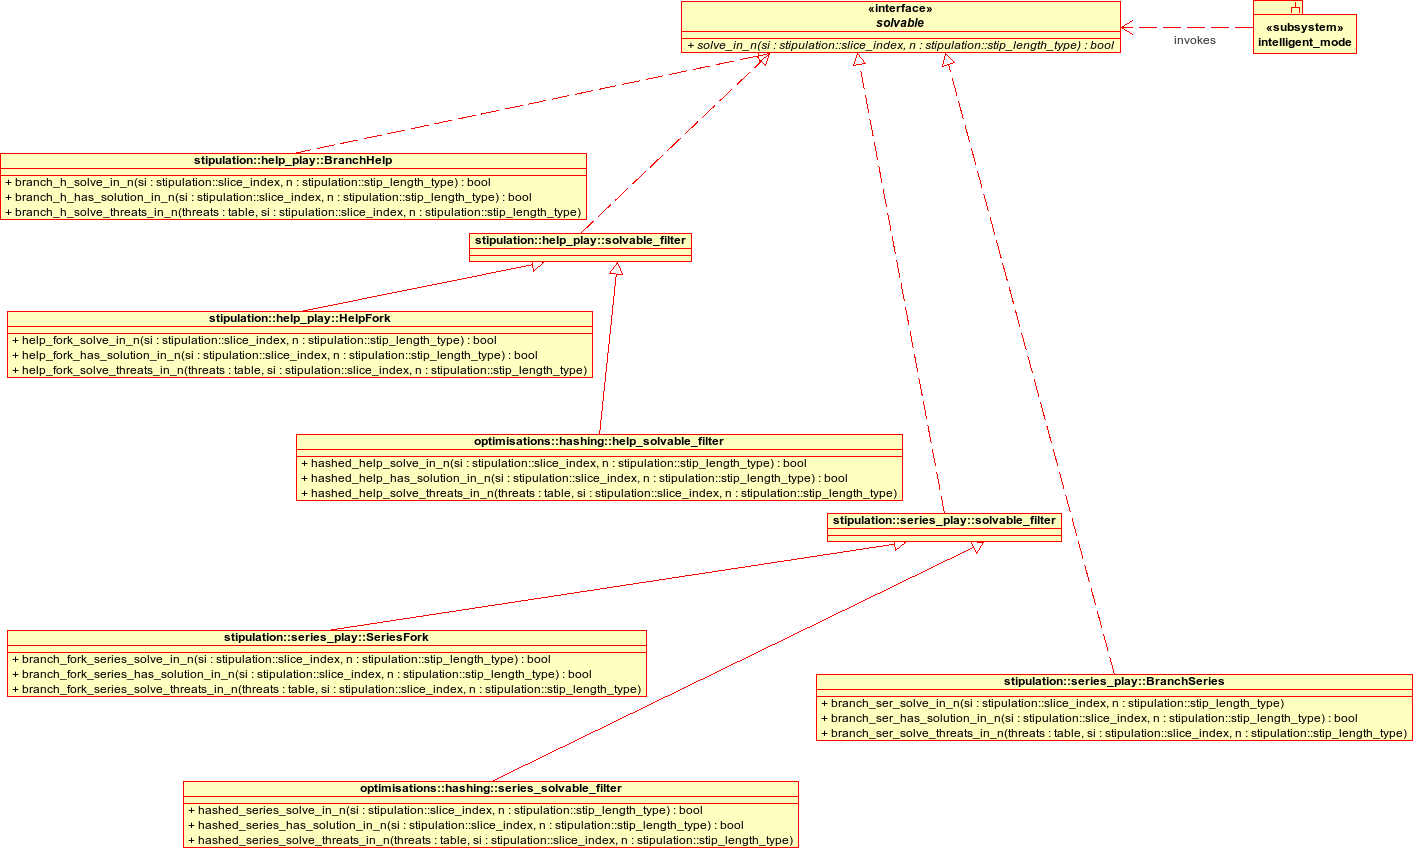 «interface»
solvable
+ solve_in_n(si : stipulation::slice_index, n : stipulation::stip_length_type) : bool
invokes
«subsystem»
intelligent_mode
stipulation::help_play::BranchHelp
+ branch_h_solve_in_n(si : stipulation::slice_index, n : stipulation::stip_length_type) : bool
+ branch_h_has_solution_in_n(si : stipulation::slice_index, n : stipulation::stip_length_type) : bool
+ branch_h_solve_threats_in_n(threats : table, si : stipulation::slice_index, n : stipulation::stip_length_type)
stipulation::help_play::solvable_filter
stipulation::help_play::HelpFork
+ help_fork_solve_in_n(si : stipulation::slice_index, n : stipulation::stip_length_type) : bool
+ help_fork_has_solution_in_n(si : stipulation::slice_index, n : stipulation::stip_length_type) : bool
+ help_fork_solve_threats_in_n(threats : table, si : stipulation::slice_index, n : stipulation::stip_length_type)
optimisations::hashing::help_solvable_filter
+ hashed_help_solve_in_n(si : stipulation::slice_index, n : stipulation::stip_length_type) : bool
+ hashed_help_has_solution_in_n(si : stipulation::slice_index, n : stipulation::stip_length_type) : bool
+ hashed_help_solve_threats_in_n(threats : table, si : stipulation::slice_index, n : stipulation::stip_length_type)
stipulation::series_play::solvable_filter
stipulation::series_play::SeriesFork
+ branch_fork_series_solve_in_n(si : stipulation::slice_index, n : stipulation::stip_length_type) : bool
+ branch_fork_series_has_solution_in_n(si : stipulation::slice_index, n : stipulation::stip_length_type) : bool
+ branch_fork_series_solve_threats_in_n(threats : table, si : stipulation::slice_index, n : stipulation::stip_length_type)
stipulation::series_play::BranchSeries
+ branch_ser_solve_in_n(si : stipulation::slice_index, n : stipulation::stip_length_type)
+ branch_ser_has_solution_in_n(si : stipulation::slice_index, n : stipulation::stip_length_type) : bool
+ branch_ser_solve_threats_in_n(threats : table, si : stipulation::slice_index, n : stipulation::stip_length_type)
optimisations::hashing::series_solvable_filter
+ hashed_series_solve_in_n(si : stipulation::slice_index, n : stipulation::stip_length_type) : bool
+ hashed_series_has_solution_in_n(si : stipulation::slice_index, n : stipulation::stip_length_type) : bool
+ hashed_series_solve_threats_in_n(threats : table, si : stipulation::slice_index, n : stipulation::stip_length_type)